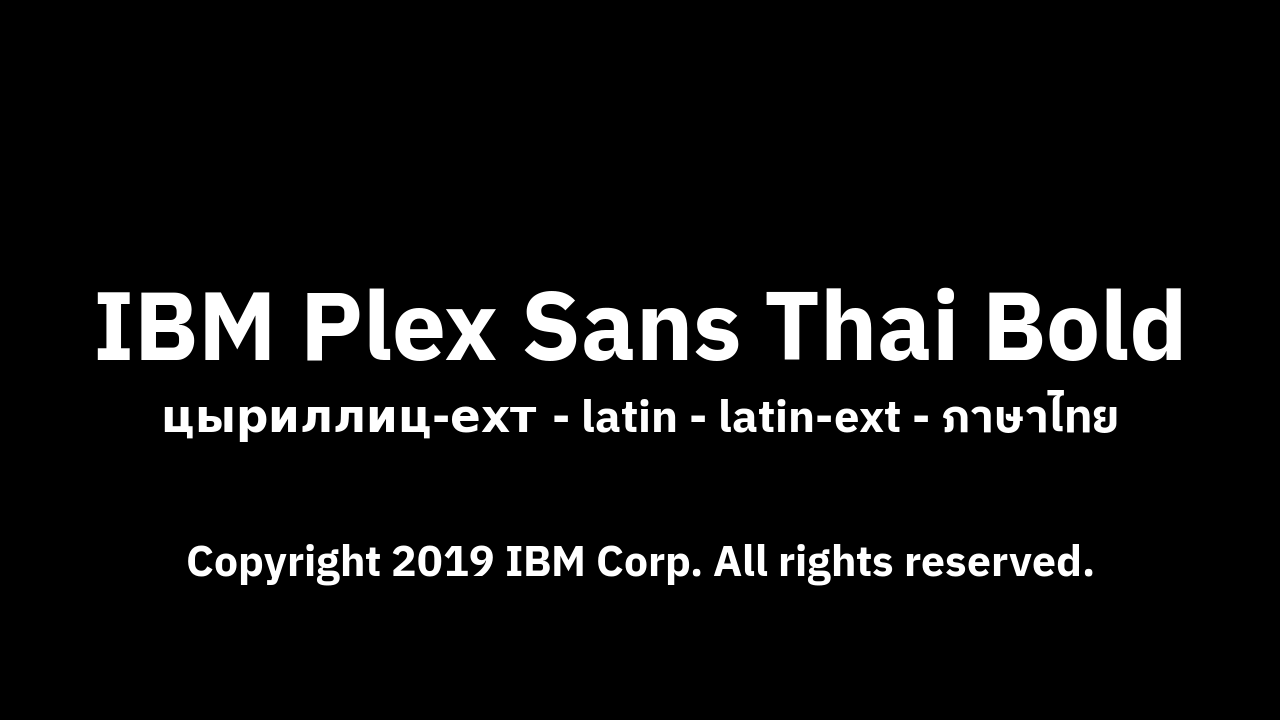 IBM Plex Sans Thai Bold
цыриллиц-ехт - latin - latin-ext - ภาษาไทย
Copyright 2019 IBM Corp. All rights reserved.